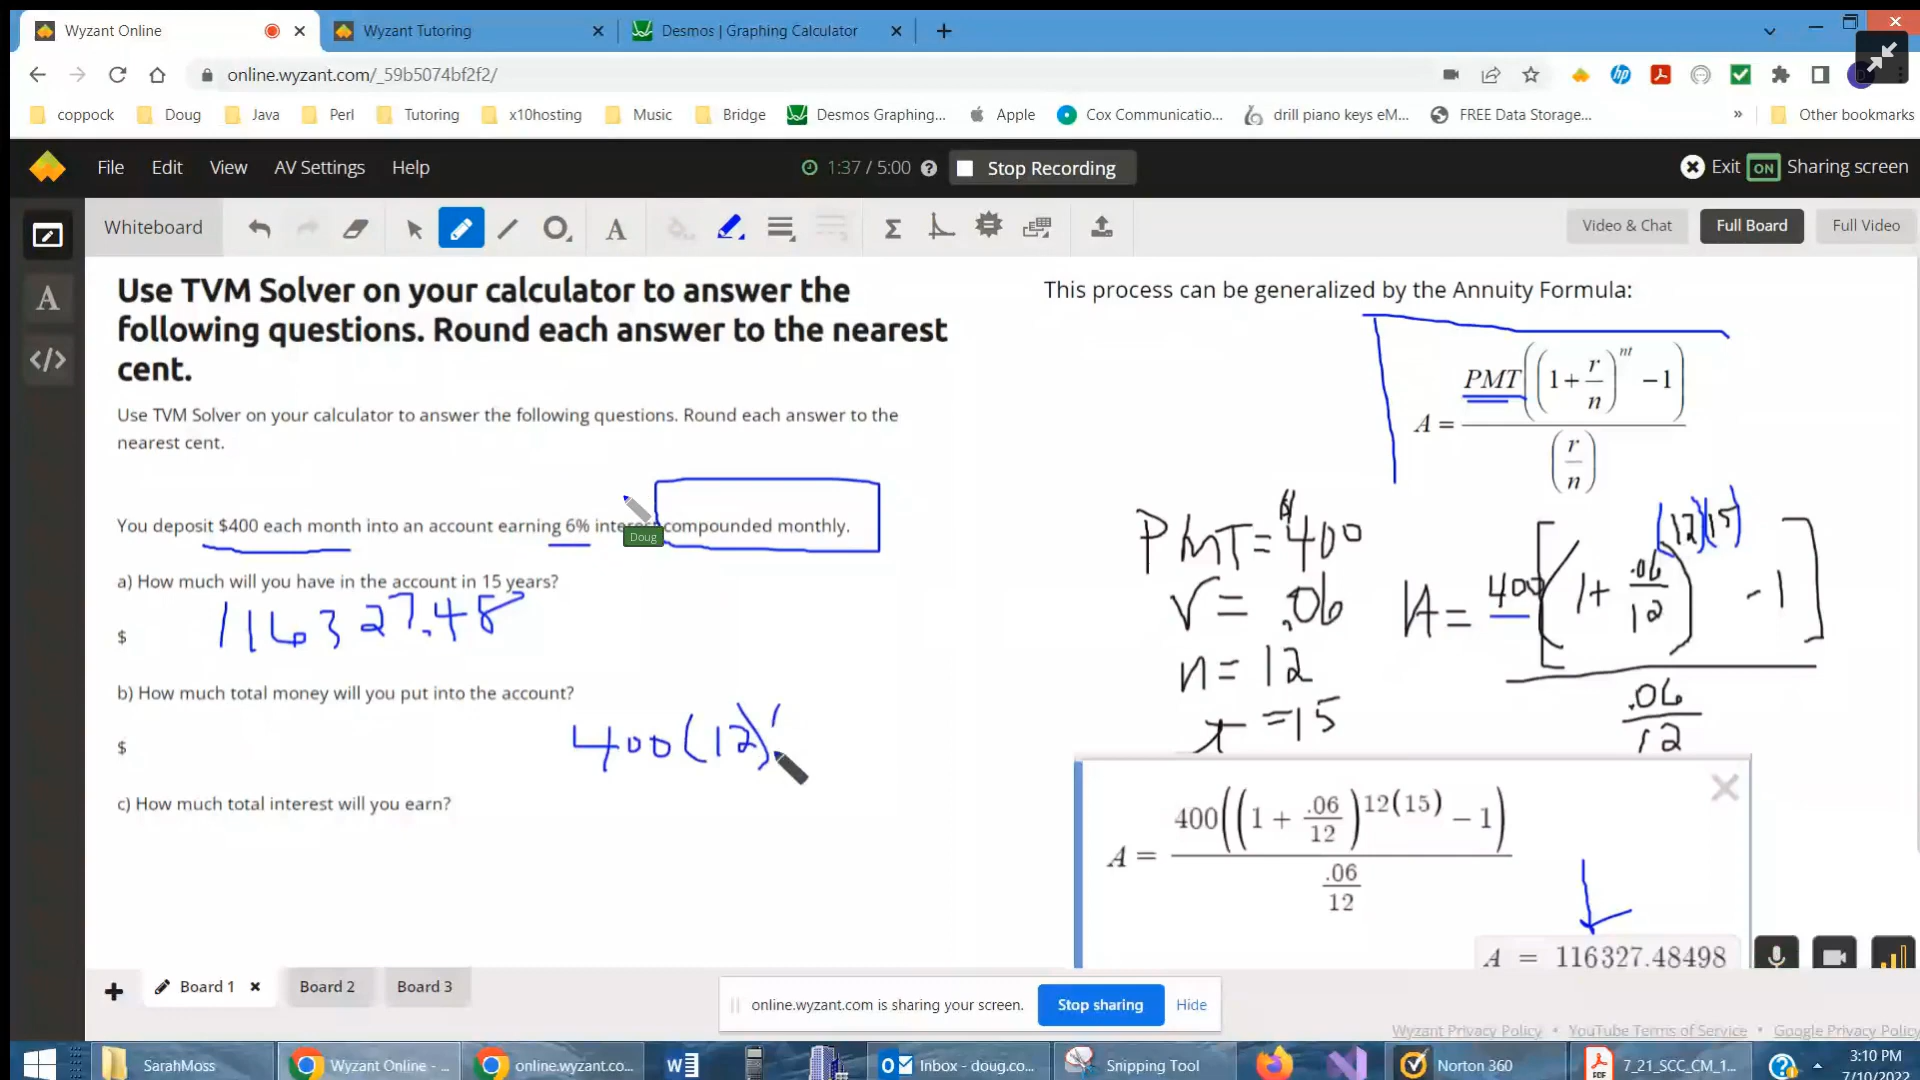 Wyzant Online
Wyzant Tutoring
Desmos | Graphing Calculator
online.wyzant.com/_59b5074bf2f2/
coppock
Doug
Java
Perl
Tutoring
x10hosting
Music
Bridge
Desmos Graphing...
Apple
Cox Communicatio...
drill piano keys eM...
FREE Data Storage...
»
Other bookmarks
File
Edit
View
AV Settings
Help
1:37 / 5:00
Stop Recording
Exit
ON
Sharing screen
Whiteboard
Video & Chat
Full Board
Full Video
Use TVM Solver on your calculator to answer the
following questions. Round each answer to the nearest
cent.
Use TVM Solver on your calculator to answer the following questions. Round each answer to the
nearest cent.
You deposit $400 each month into an account earning 6% interest compounded monthly.
Doug
a) How much will you have in the account in 15 years?
$ 116327.48
b) How much total money will you put into the account?
$ 400(12)(
c) How much total interest will you earn?
This process can be generalized by the Annuity Formula:
A = PMT((1+r/n)^nt −1) / (r/n)
PMT = $400
r = .06
n = 12
t = 15
A = 400[(1+.06/12)^(12)(15) - 1] / .06/12
A = 400((1 + .06/12)^12(15) − 1) / .06/12
A = 116327.48498
Board 1
Board 2
Board 3
online.wyzant.com is sharing your screen.
Stop sharing
Hide
Wyzant Privacy Policy • YouTube Terms of Service • Google Privacy Policy
SarahMoss
Wyzant Online - ...
online.wyzant.co...
Inbox - doug.co...
Snipping Tool
Norton 360
7_21_SCC_CM_1...
3:10 PM
7/10/2022